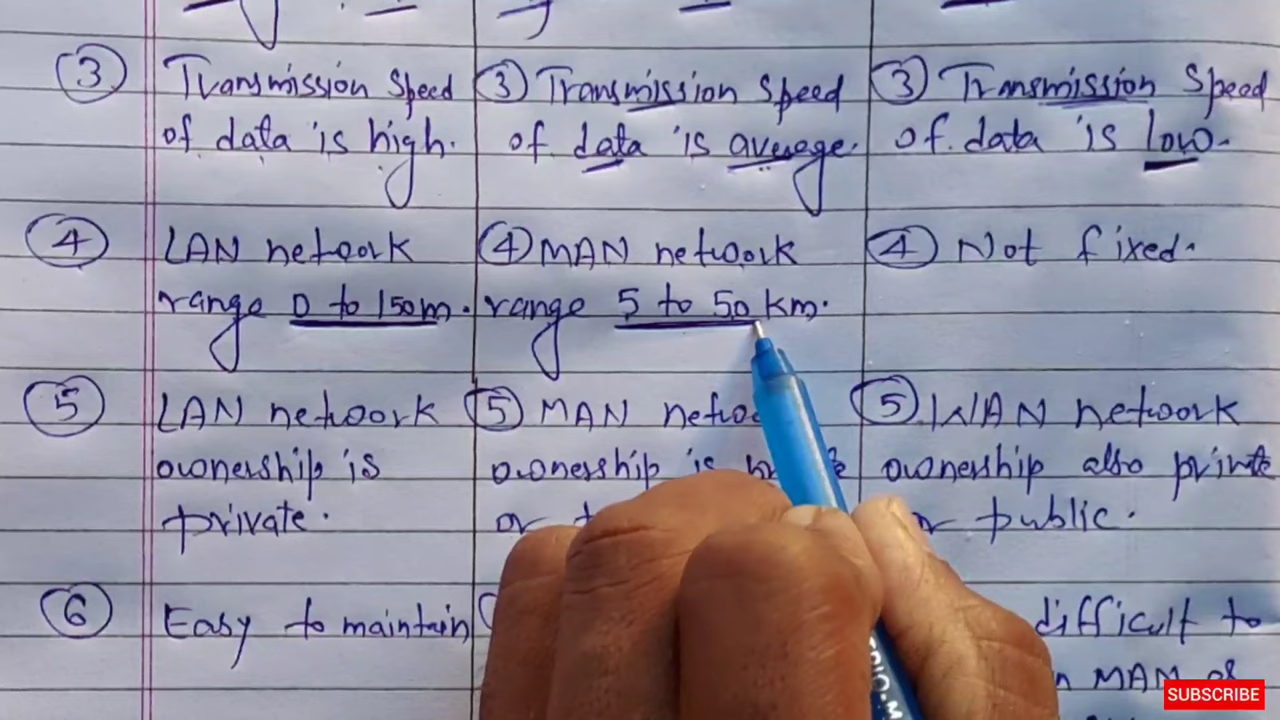 3 Transmission Speed
of data is high.
3 Transmission Speed
of data is average.
3 Transmission Speed
of data is low.
4 LAN network
range 0 to 150m.
4 MAN network
range 5 to 50 km.
4 Not fixed.
5 LAN network
ownership is
private.
5 MAN
ownership is
or
5 WAN network
ownership also private
or public.
6 Easy to maintain
difficult to
MAN
SUBSCRIBE